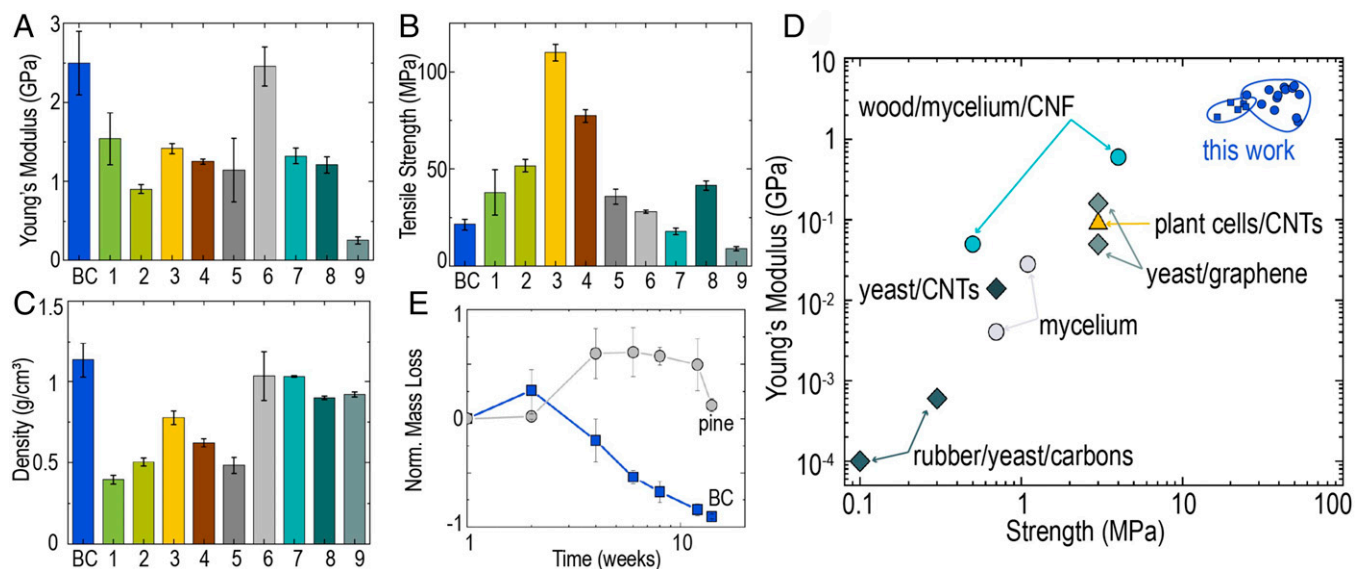 A
Young's Modulus (GPa)
3
2
1
0
BC 1 2 3 4 5 6 7 8 9
B
Tensile Strength (MPa)
100
50
0
BC 1 2 3 4 5 6 7 8 9
C
Density (g/cm³)
1.5
1
0.5
0
BC 1 2 3 4 5 6 7 8 9
E
Norm. Mass Loss
1
0
-1
pine
BC
1 10
Time (weeks)
D
Young's Modulus (GPa)
10
1
10⁻¹
10⁻²
10⁻³
10⁻⁴
wood/mycelium/CNF
this work
plant cells/CNTs
yeast/graphene
yeast/CNTs
mycelium
rubber/yeast/carbons
0.1 1 10 100
Strength (MPa)